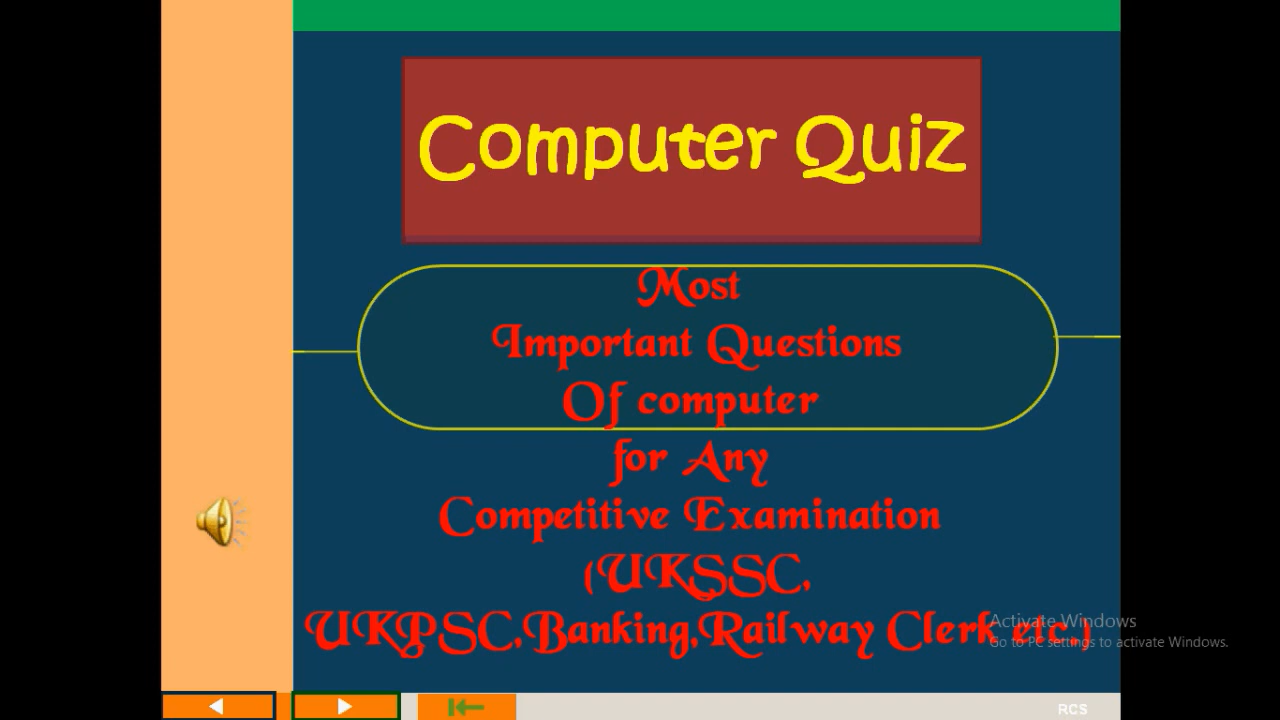 Computer Quiz
Most
Important Questions
Of computer
for Any
Competitive Examination
(UKSSC,
UKPSC,Banking,Railway Clerk etc.)
Activate Windows
Go to PC settings to activate Windows.
RCS